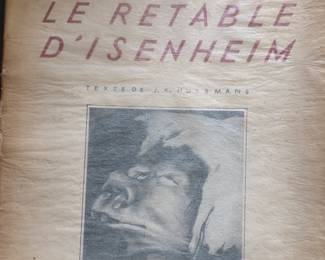 LE RETABLE
D'ISENHEIM
TEXTE DE J. K. HUYSMANS